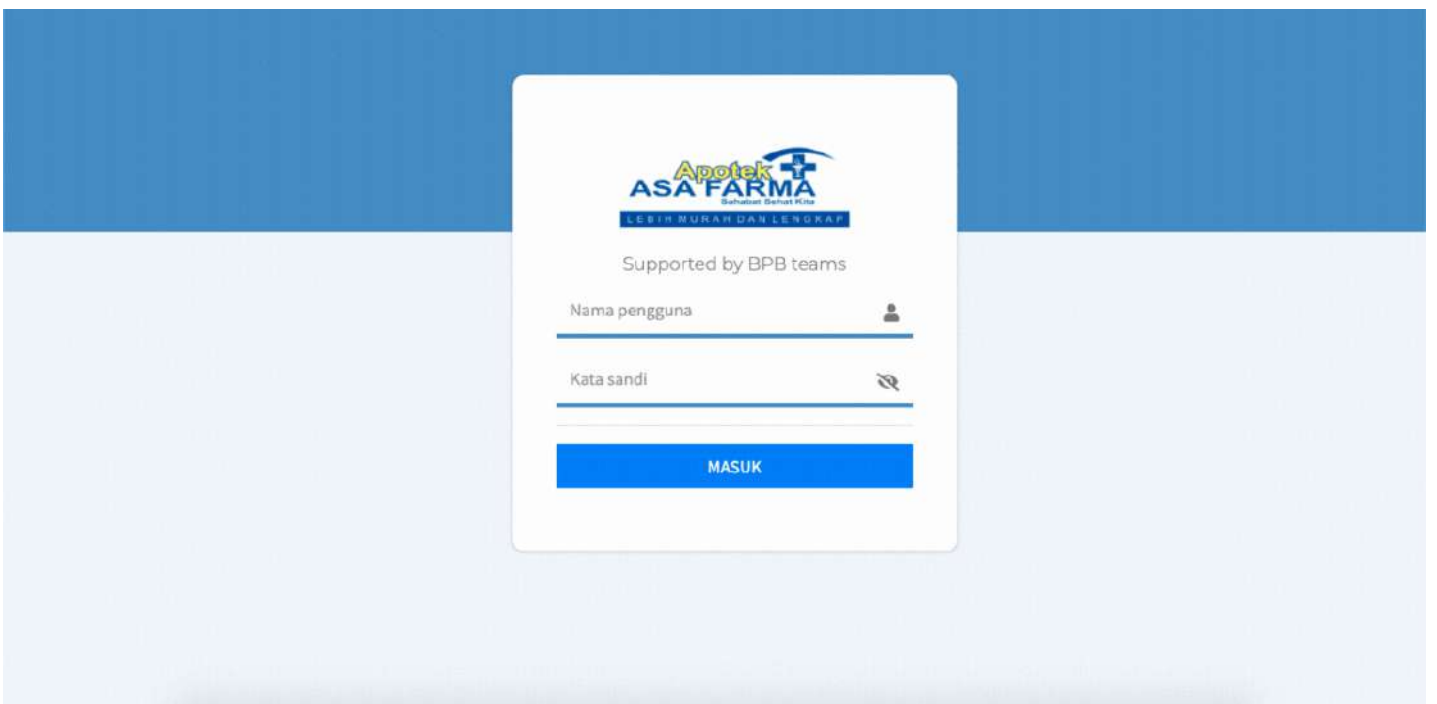 Apotek
ASA FARMA
Sahabat Sehat Kita
LEBIH MURAH DAN LENGKAP
Supported by BPB teams
Nama pengguna
Kata sandi
MASUK